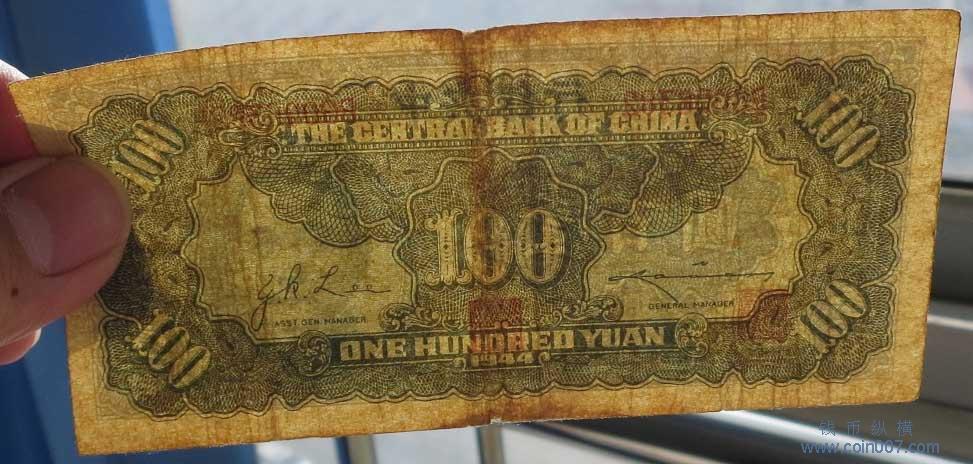 THE CENTRAL BANK OF CHINA
100
100
100
G.K. Loo
ASST. GEN. MANAGER
GENERAL MANAGER
100
100
ONE HUNDRED YUAN
1944
钱币纵横
www.coin007.com